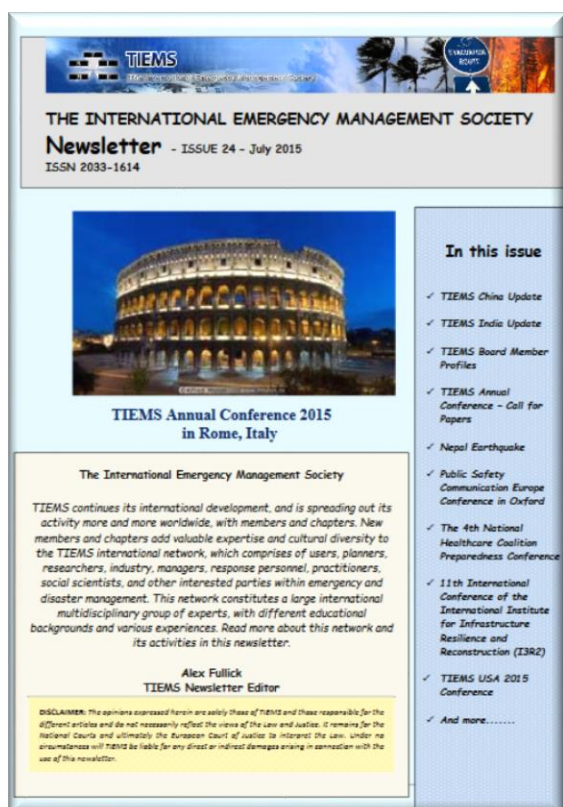 TIEMS
The International Emergency Management Society
EVACUATION
ROUTE
THE INTERNATIONAL EMERGENCY MANAGEMENT SOCIETY
Newsletter - ISSUE 24 - July 2015
ISSN 2033-1614
TIEMS Annual Conference 2015
in Rome, Italy
The International Emergency Management Society
TIEMS continues its international development, and is spreading out its
activity more and more worldwide, with members and chapters. New
members and chapters add valuable expertise and cultural diversity to
the TIEMS international network, which comprises of users, planners,
researchers, industry, managers, response personnel, practitioners,
social scientists, and other interested parties within emergency and
disaster management. This network constitutes a large international
multidisciplinary group of experts, with different educational
backgrounds and various experiences. Read more about this network and
its activities in this newsletter.
Alex Fullick
TIEMS Newsletter Editor
DISCLAIMER: The opinions expressed herein are solely those of TIEMS and those responsible for the
different articles and do not necessarily reflect the views of the Law and Justice. It remains for the
National Courts and ultimately the European Court of Justice to interpret the Law. Under no
circumstances will TIEMS be liable for any direct or indirect damages arising in connection with the
use of this newsletter.
In this issue
✓ TIEMS China Update
✓ TIEMS India Update
✓ TIEMS Board Member
Profiles
✓ TIEMS Annual
Conference – Call for
Papers
✓ Nepal Earthquake
✓ Public Safety
Communication Europe
Conference in Oxford
✓ The 4th National
Healthcare Coalition
Preparedness Conference
✓ 11th International
Conference of the
International Institute
for Infrastructure
Resilience and
Reconstruction (I3R2)
✓ TIEMS USA 2015
Conference
✓ And more.......